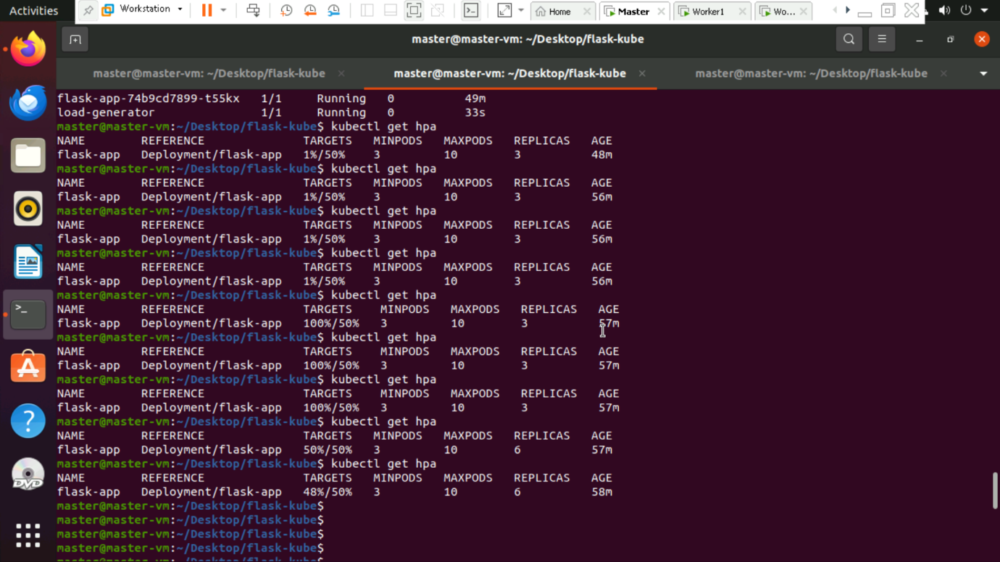 Activities
Workstation
Home
Master
Worker1
Wo...
master@master-vm: ~/Desktop/flask-kube
master@master-vm: ~/Desktop/flask-kube
master@master-vm: ~/Desktop/flask-kube
master@master-vm: ~/Desktop/flask-kube
flask-app-74b9cd7899-t55kx 1/1 Running 0 49m
load-generator 1/1 Running 0 33s
master@master-vm:~/Desktop/flask-kube$ kubectl get hpa
NAME REFERENCE TARGETS MINPODS MAXPODS REPLICAS AGE
flask-app Deployment/flask-app 1%/50% 3 10 3 48m
master@master-vm:~/Desktop/flask-kube$ kubectl get hpa
NAME REFERENCE TARGETS MINPODS MAXPODS REPLICAS AGE
flask-app Deployment/flask-app 1%/50% 3 10 3 56m
master@master-vm:~/Desktop/flask-kube$ kubectl get hpa
NAME REFERENCE TARGETS MINPODS MAXPODS REPLICAS AGE
flask-app Deployment/flask-app 1%/50% 3 10 3 56m
master@master-vm:~/Desktop/flask-kube$ kubectl get hpa
NAME REFERENCE TARGETS MINPODS MAXPODS REPLICAS AGE
flask-app Deployment/flask-app 1%/50% 3 10 3 56m
master@master-vm:~/Desktop/flask-kube$ kubectl get hpa
NAME REFERENCE TARGETS MINPODS MAXPODS REPLICAS AGE
flask-app Deployment/flask-app 100%/50% 3 10 3 57m
master@master-vm:~/Desktop/flask-kube$ kubectl get hpa
NAME REFERENCE TARGETS MINPODS MAXPODS REPLICAS AGE
flask-app Deployment/flask-app 100%/50% 3 10 3 57m
master@master-vm:~/Desktop/flask-kube$ kubectl get hpa
NAME REFERENCE TARGETS MINPODS MAXPODS REPLICAS AGE
flask-app Deployment/flask-app 100%/50% 3 10 3 57m
master@master-vm:~/Desktop/flask-kube$ kubectl get hpa
NAME REFERENCE TARGETS MINPODS MAXPODS REPLICAS AGE
flask-app Deployment/flask-app 50%/50% 3 10 6 57m
master@master-vm:~/Desktop/flask-kube$ kubectl get hpa
NAME REFERENCE TARGETS MINPODS MAXPODS REPLICAS AGE
flask-app Deployment/flask-app 48%/50% 3 10 6 58m
master@master-vm:~/Desktop/flask-kube$
master@master-vm:~/Desktop/flask-kube$
master@master-vm:~/Desktop/flask-kube$
master@master-vm:~/Desktop/flask-kube$
DVD